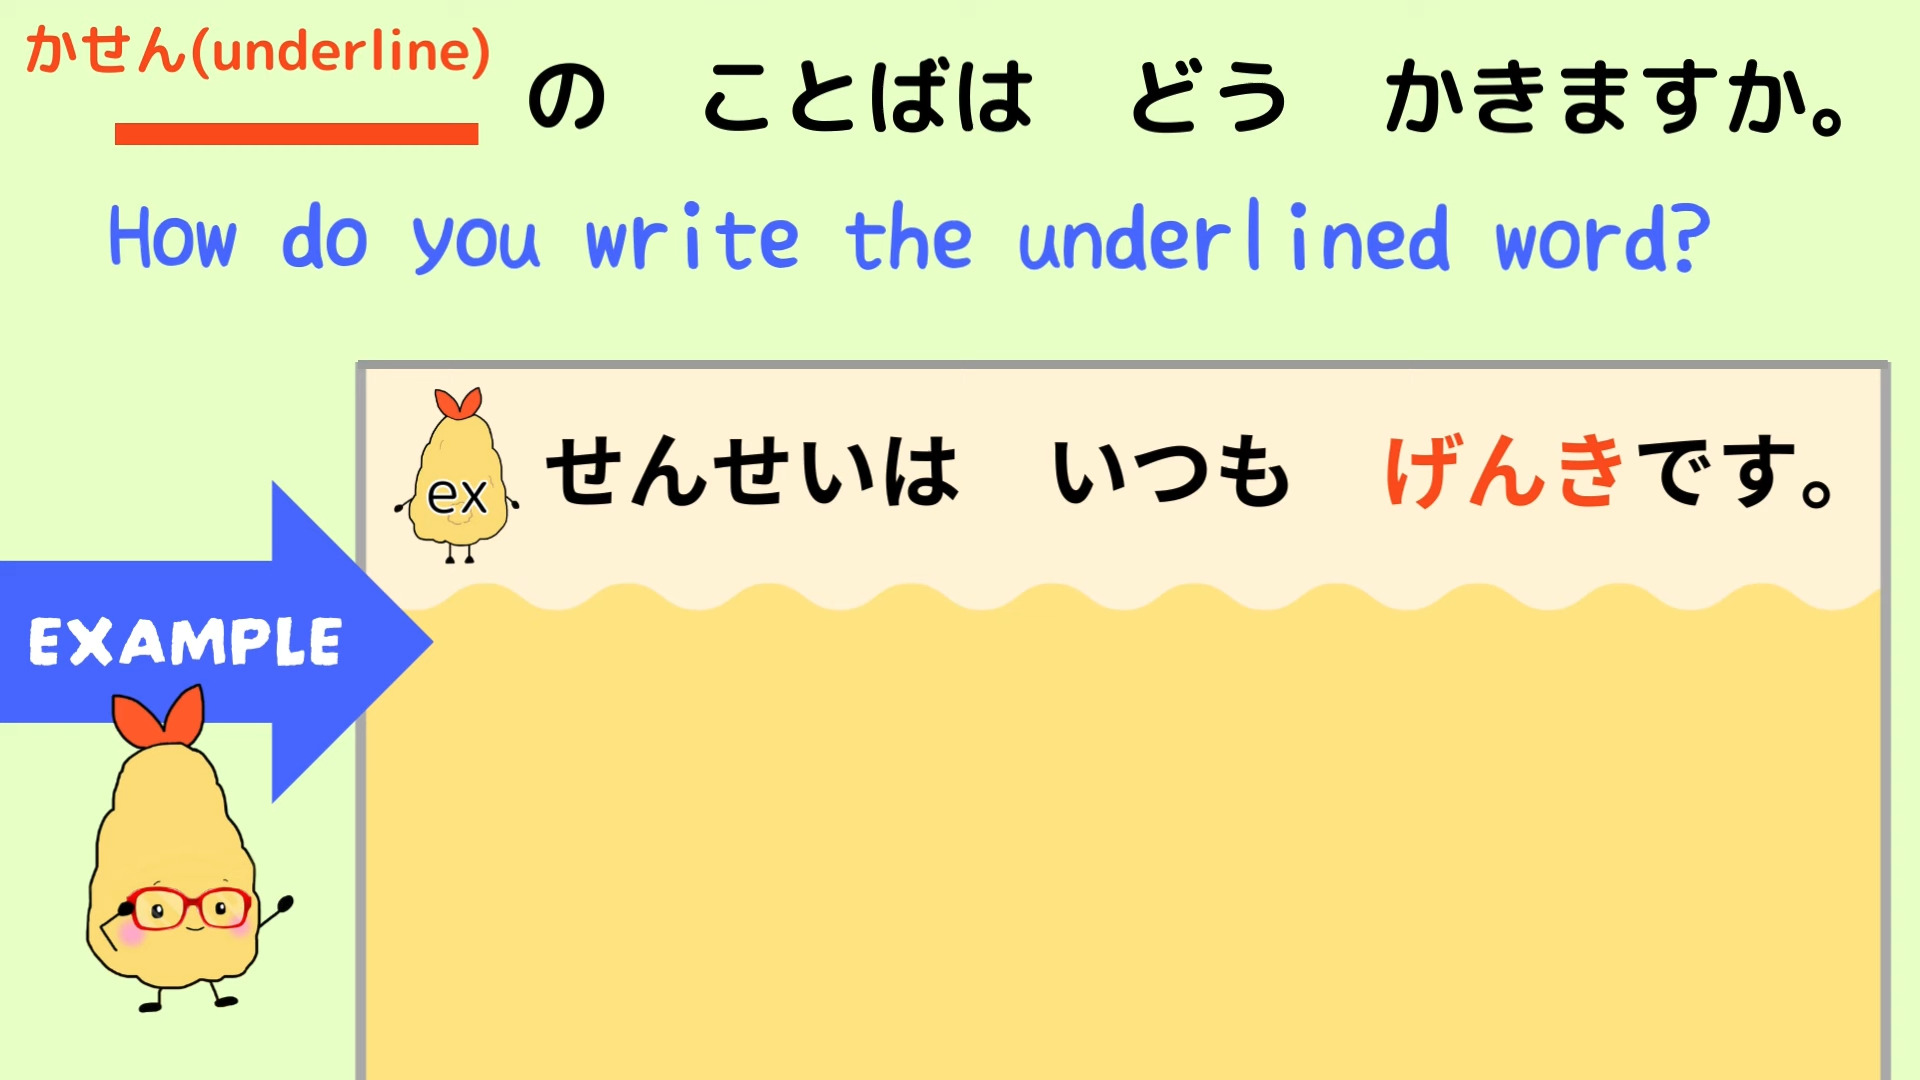 かせん(underline)
の　ことばは　どう　かきますか。
How do you write the underlined word?
ex
せんせいは　いつも　げんきです。
EXAMPLE